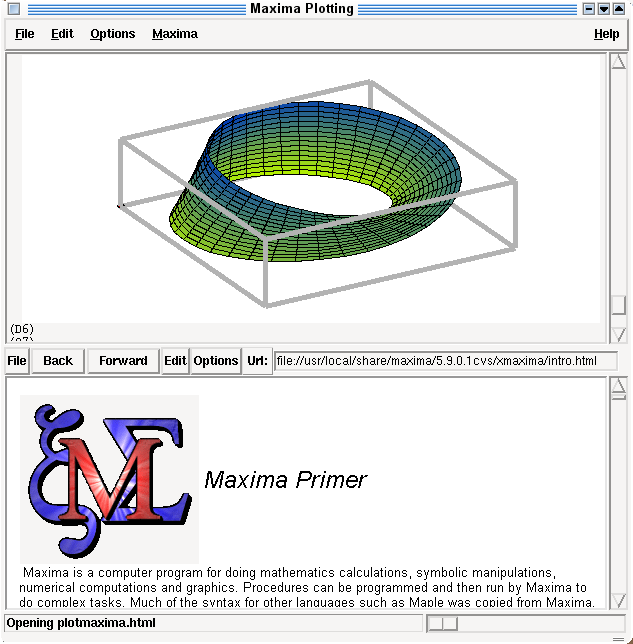 Maxima Plotting
File Edit Options Maxima Help
(D6)
File Back Forward Edit Options Url: file://usr/local/share/maxima/5.9.0.1cvs/xmaxima/intro.html
Maxima Primer
Maxima is a computer program for doing mathematics calculations, symbolic manipulations,
numerical computations and graphics. Procedures can be programmed and then run by Maxima to
do complex tasks. Much of the syntax for other languages such as Maple was copied from Maxima.
Opening plotmaxima.html